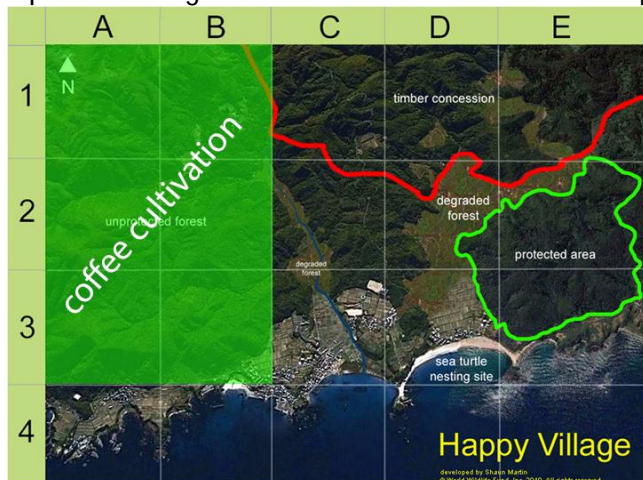 A B C D E
1
N
timber concession
coffee cultivation
2
unprotected forest
degraded
forest
degraded
forest
protected area
3
sea turtle
nesting site
4
Happy Village
developed by Shaun Martin